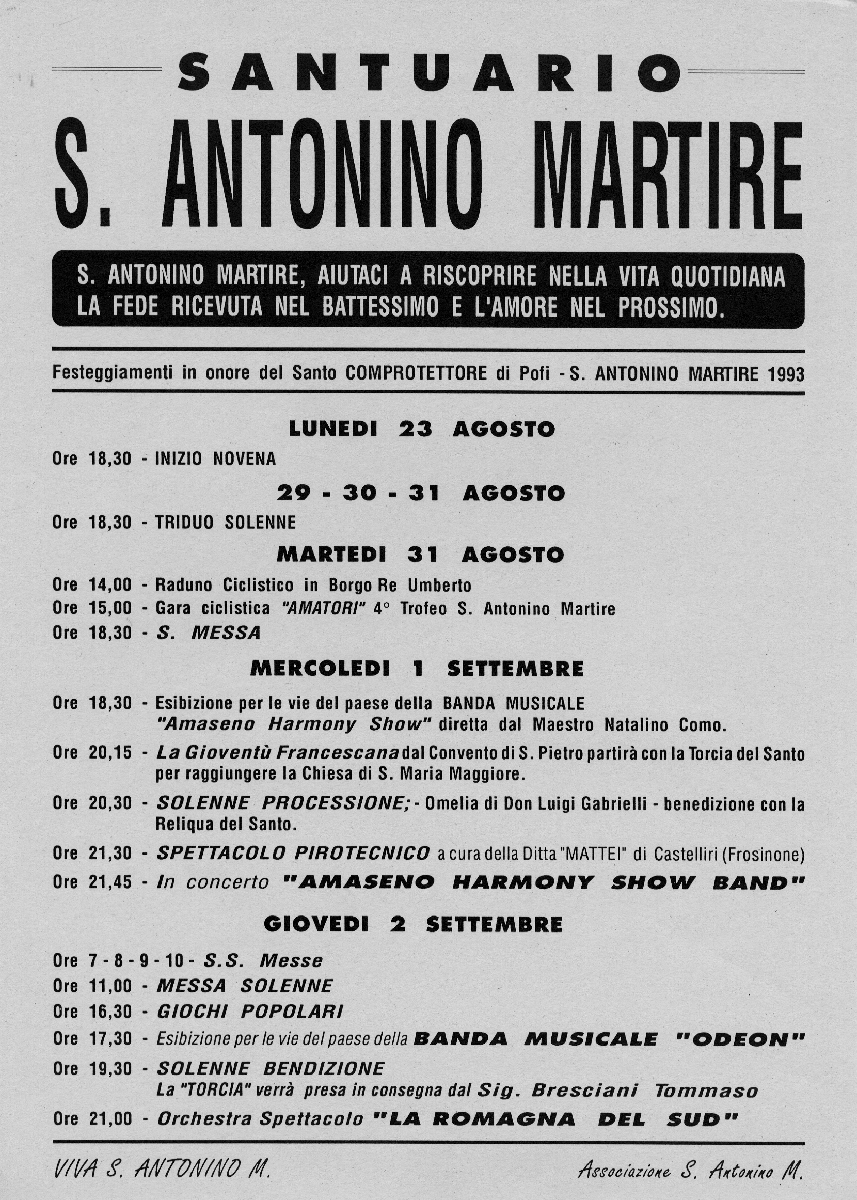 SANTUARIO
S. ANTONINO MARTIRE
S. ANTONINO MARTIRE, AIUTACI A RISCOPRIRE NELLA VITA QUOTIDIANA
LA FEDE RICEVUTA NEL BATTESSIMO E L'AMORE NEL PROSSIMO.
Festeggiamenti in onore del Santo COMPROTETTORE di Pofi - S. ANTONINO MARTIRE 1993
LUNEDI 23 AGOSTO
Ore 18,30 - INIZIO NOVENA
29 - 30 - 31 AGOSTO
Ore 18,30 - TRIDUO SOLENNE
MARTEDI 31 AGOSTO
Ore 14,00 - Raduno Ciclistico in Borgo Re Umberto
Ore 15,00 - Gara ciclistica "AMATORI" 4° Trofeo S. Antonino Martire
Ore 18,30 - S. MESSA
MERCOLEDI 1 SETTEMBRE
Ore 18,30 - Esibizione per le vie del paese della BANDA MUSICALE
"Amaseno Harmony Show" diretta dal Maestro Natalino Como.
Ore 20,15 - La Gioventù Francescana dal Convento di S. Pietro partirà con la Torcia del Santo
per raggiungere la Chiesa di S. Maria Maggiore.
Ore 20,30 - SOLENNE PROCESSIONE; - Omelia di Don Luigi Gabrielli - benedizione con la
Reliqua del Santo.
Ore 21,30 - SPETTACOLO PIROTECNICO a cura della Ditta "MATTEI" di Castelliri (Frosinone)
Ore 21,45 - In concerto "AMASENO HARMONY SHOW BAND"
GIOVEDI 2 SETTEMBRE
Ore 7 - 8 - 9 - 10 - S.S. Messe
Ore 11,00 - MESSA SOLENNE
Ore 16,30 - GIOCHI POPOLARI
Ore 17,30 - Esibizione per le vie del paese della BANDA MUSICALE "ODEON"
Ore 19,30 - SOLENNE BENDIZIONE
La "TORCIA" verrà presa in consegna dal Sig. Bresciani Tommaso
Ore 21,00 - Orchestra Spettacolo "LA ROMAGNA DEL SUD"
VIVA S. ANTONINO M.
Associazione S. Antonino M.